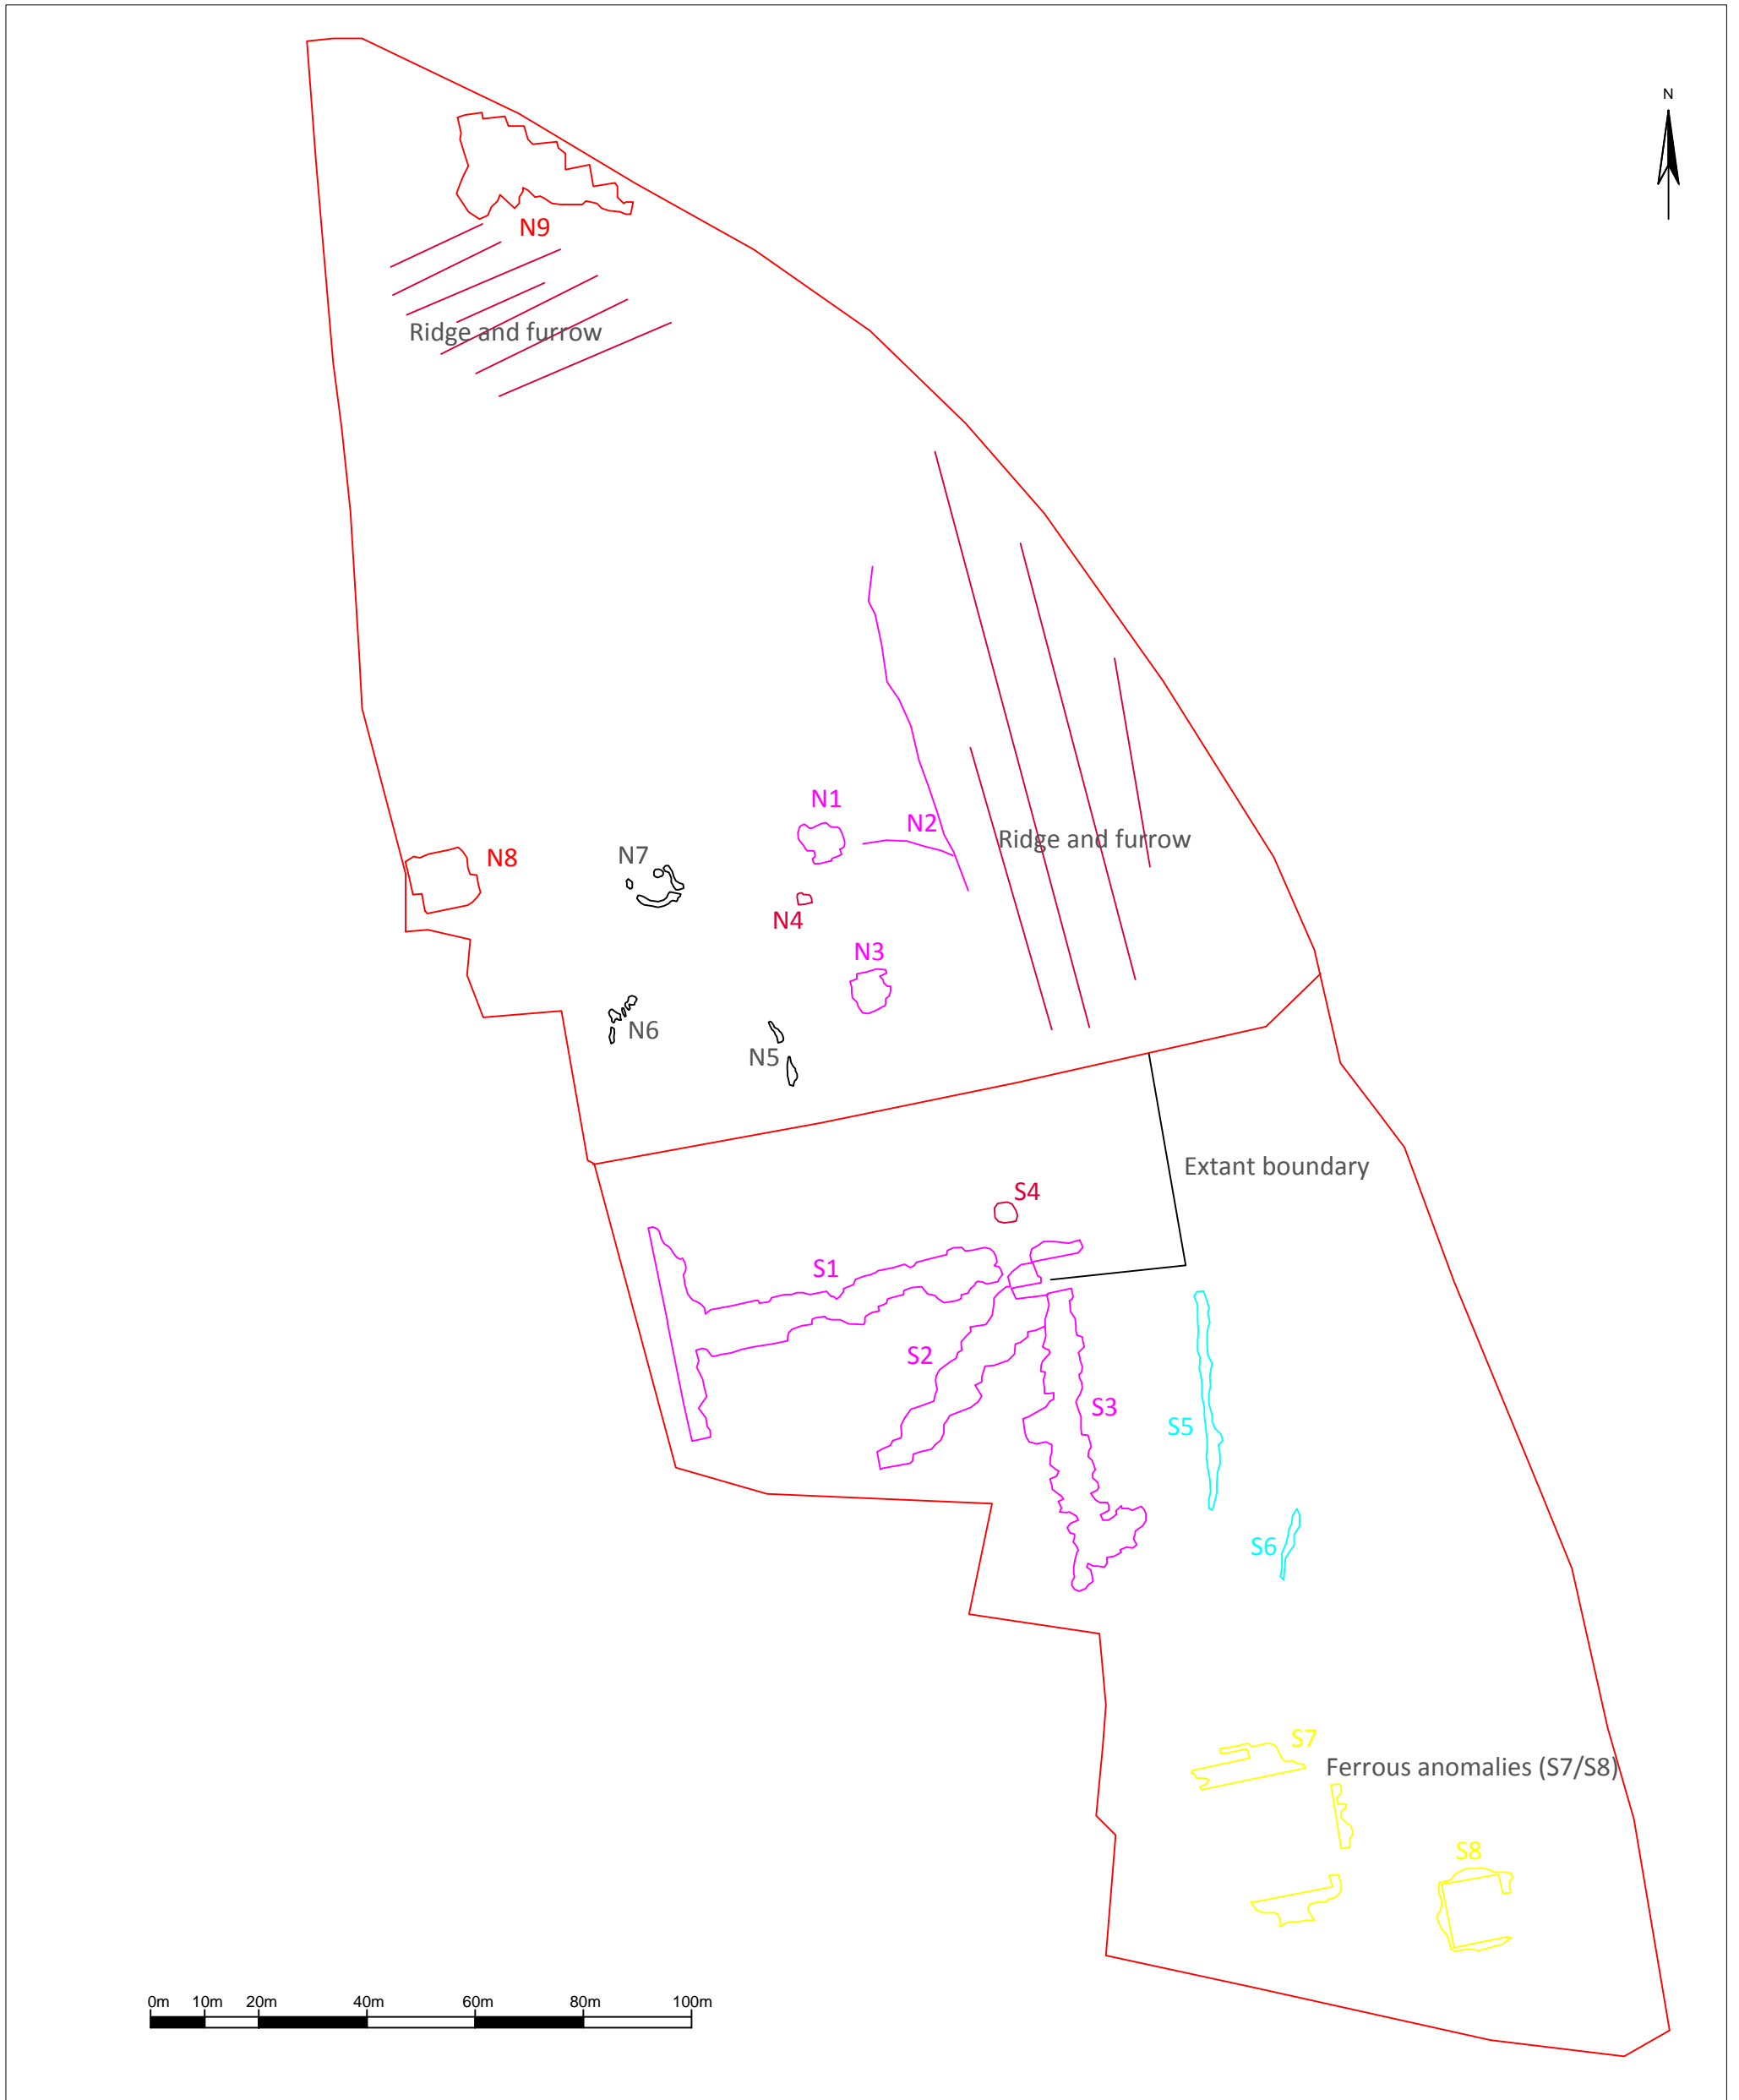 N
N9
Ridge and furrow
N1
N2
Ridge and furrow
N8
N7
N4
N3
N6
N5
Extant boundary
S4
S1
S2
S3
S5
S6
S7
Ferrous anomalies (S7/S8)
S8
0m 10m 20m 40m 60m 80m 100m